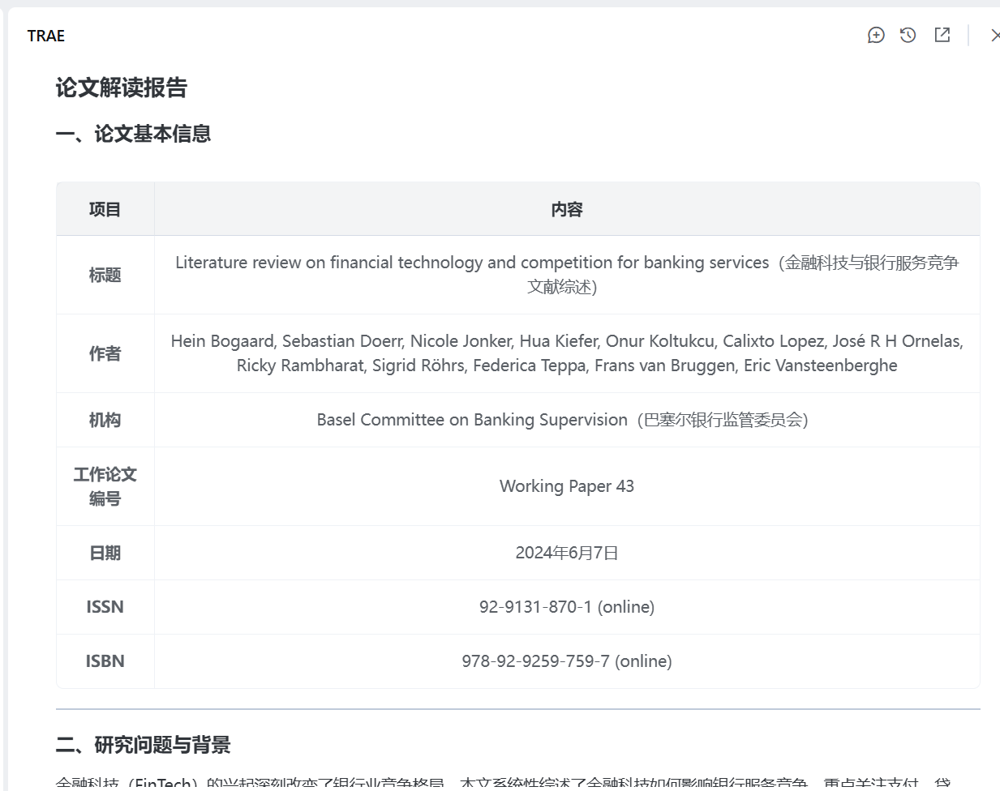 TRAE
论文解读报告
一、论文基本信息
项目
内容
标题
Literature review on financial technology and competition for banking services（金融科技与银行服务竞争
文献综述）
作者
Hein Bogaard, Sebastian Doerr, Nicole Jonker, Hua Kiefer, Onur Koltukcu, Calixto Lopez, José R H Ornelas,
Ricky Rambharat, Sigrid Röhrs, Federica Teppa, Frans van Bruggen, Eric Vansteenberghe
机构
Basel Committee on Banking Supervision（巴塞尔银行监管委员会）
工作论文
编号
Working Paper 43
日期
2024年6月7日
ISSN
92-9131-870-1 (online)
ISBN
978-92-9259-759-7 (online)
二、研究问题与背景
金融科技（FinTech）的兴起深刻改变了银行业竞争格局。本文系统性综述了金融科技如何影响银行服务竞争，重点关注支付、贷